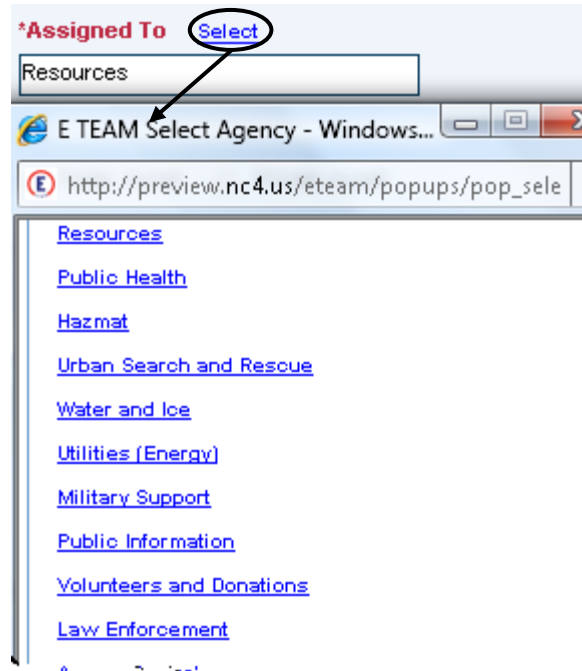 *Assigned To Select
Resources
E TEAM Select Agency - Windows...
http://preview.nc4.us/eteam/popups/pop_sele
Resources
Public Health
Hazmat
Urban Search and Rescue
Water and Ice
Utilities (Energy)
Military Support
Public Information
Volunteers and Donations
Law Enforcement